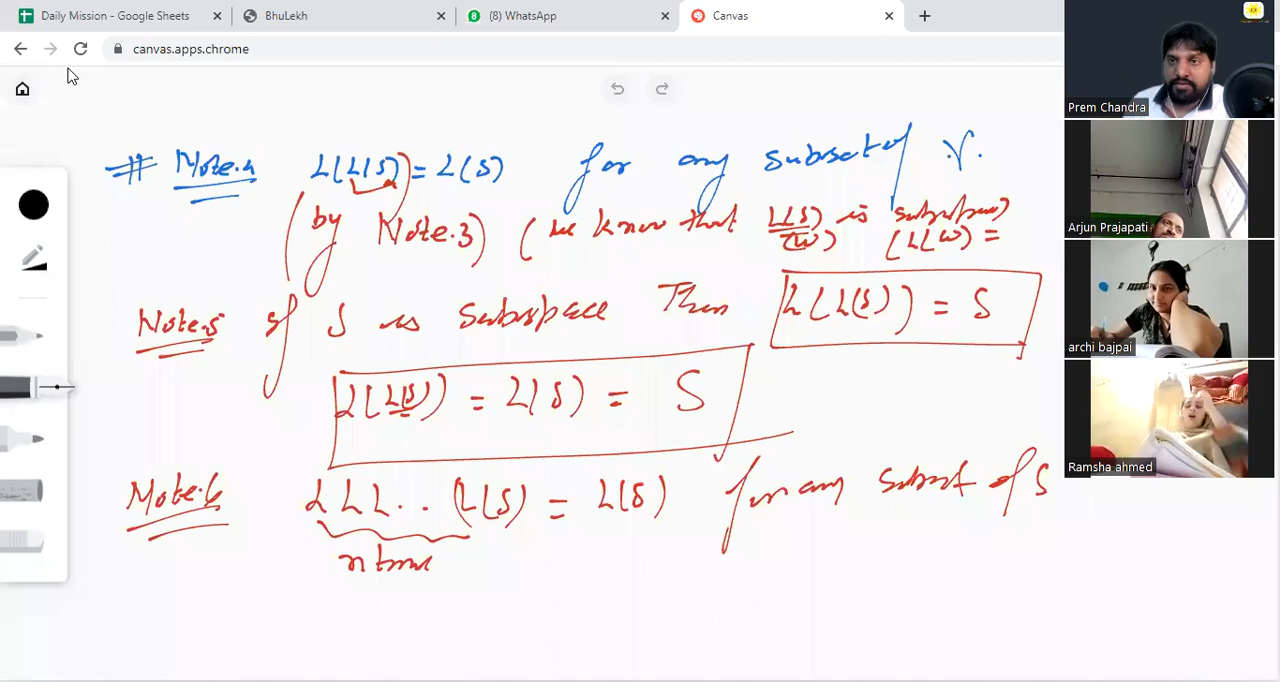 Daily Mission - Google Sheets
BhuLekh
(8) WhatsApp
Canvas
canvas.apps.chrome
# Note.4 L(L(S)) = L(S) for any subset of V.
(by Note.3) (We know that L(S) is subspace
(W) (L(W) =
Note.5 If S is subspace Then L(L(S)) = S
L(L(S)) = L(S) = S
Note.6 L L L .. (L(S) = L(S) for any subset of S
n time
Prem Chandra
Arjun Prajapati
archi bajpai
Ramsha ahmed